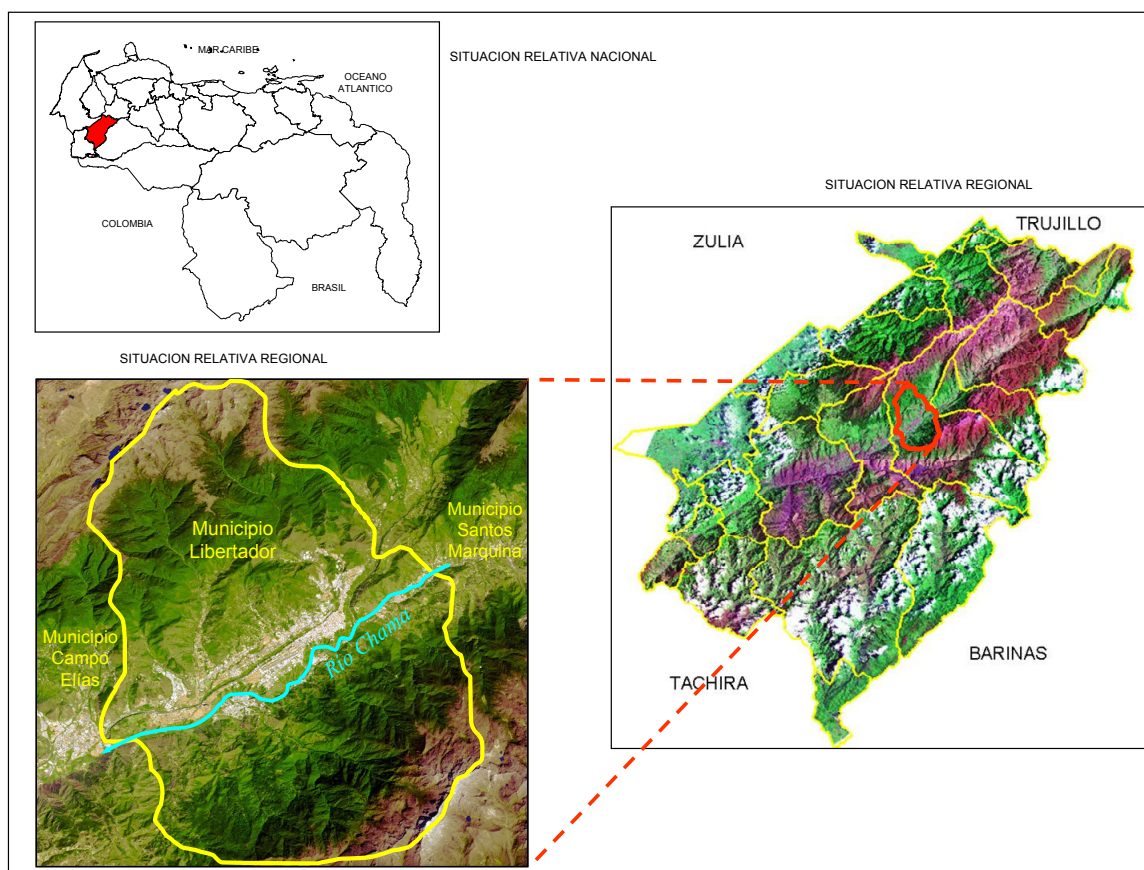 SITUACION RELATIVA NACIONAL
MAR CARIBE
OCEANO
ATLANTICO
COLOMBIA
BRASIL
SITUACION RELATIVA REGIONAL
ZULIA
TRUJILLO
BARINAS
TACHIRA
SITUACION RELATIVA REGIONAL
Municipio
Libertador
Municipio
Santos
Marquina
Municipio
Campo
Elías
Rio Chama